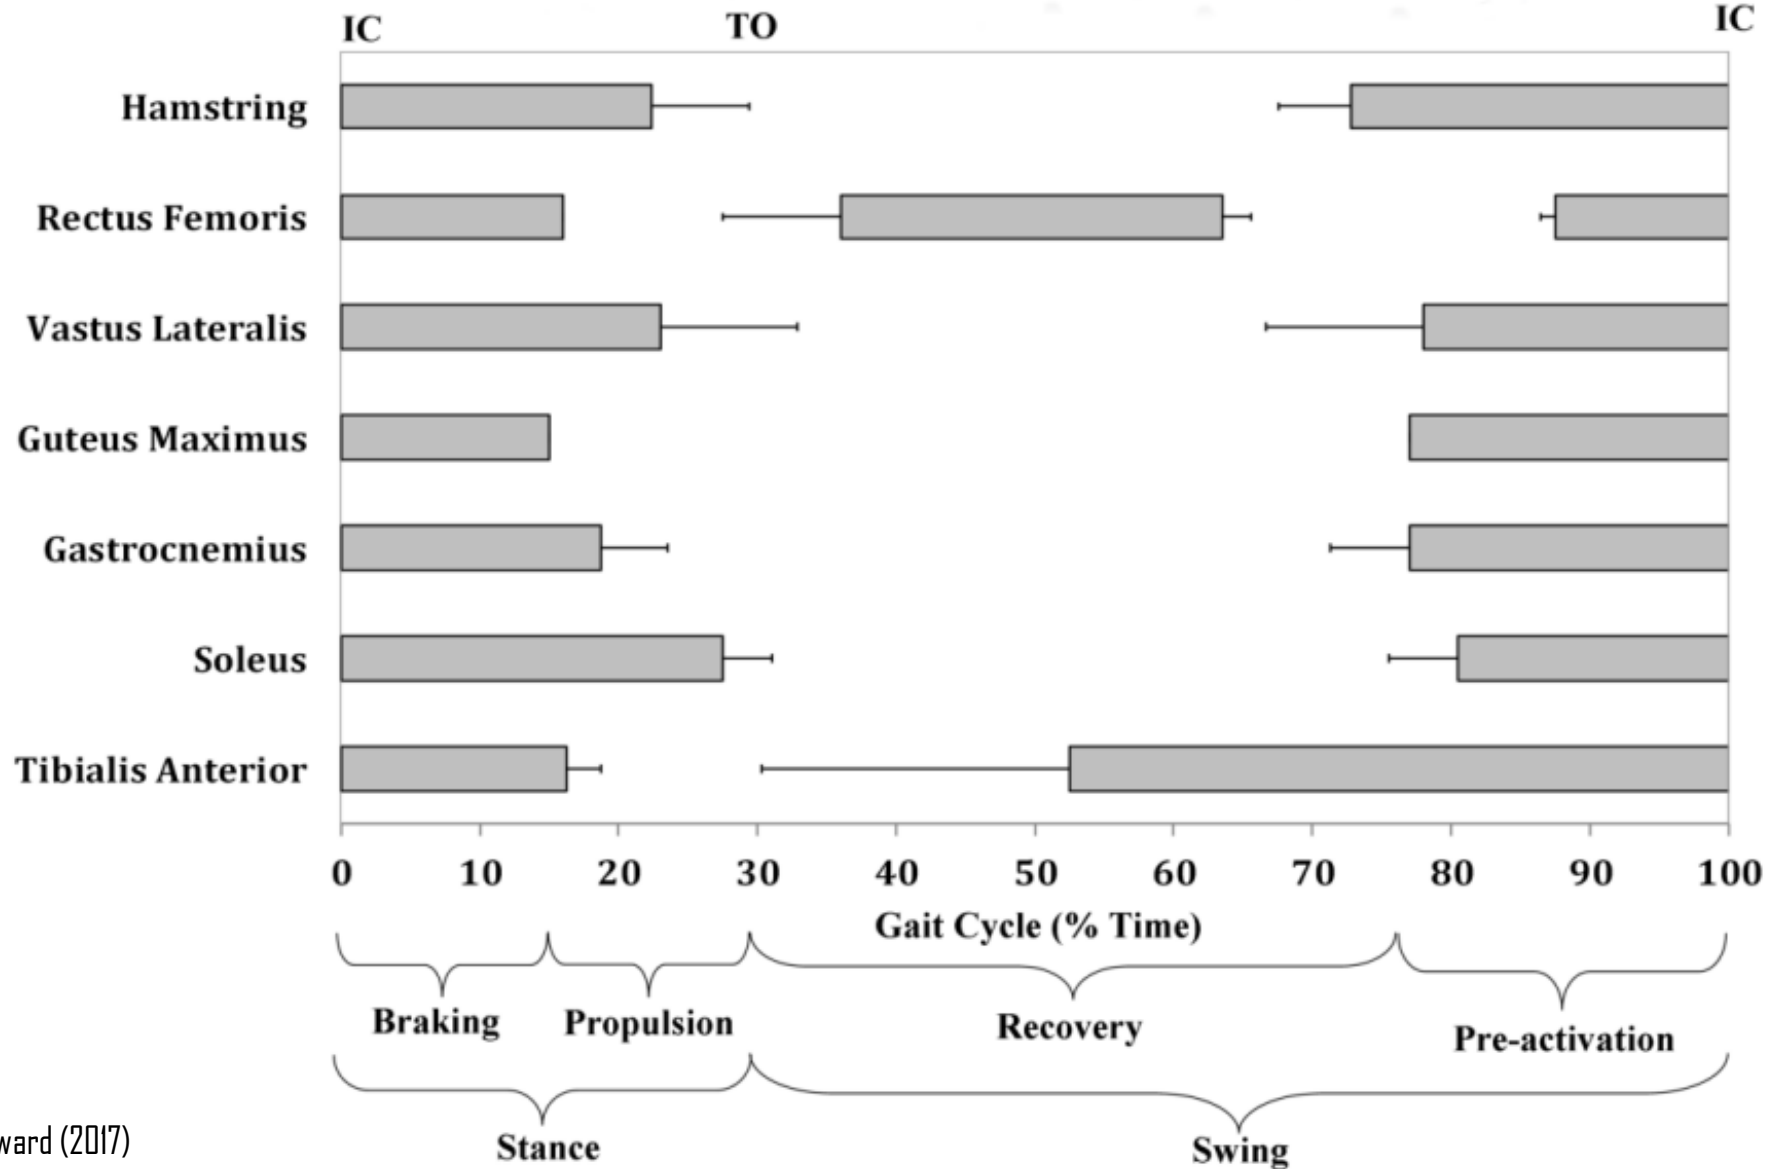 IC TO IC
Hamstring
Rectus Femoris
Vastus Lateralis
Guteus Maximus
Gastrocnemius
Soleus
Tibialis Anterior
0 10 20 30 40 50 60 70 80 90 100
Gait Cycle (% Time)
Braking Propulsion Recovery Pre-activation
Stance Swing
ward (2017)